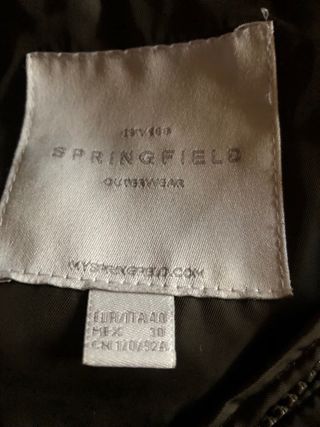 SPRINGFIELD
OUTERWEAR
MYSPRINGFIELD.COM
EUR/ITA 40
MEX 10
CN 170/92A